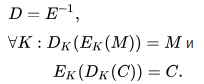 D = E⁻¹,
∀K : D_K(E_K(M)) = M и
E_K(D_K(C)) = C.